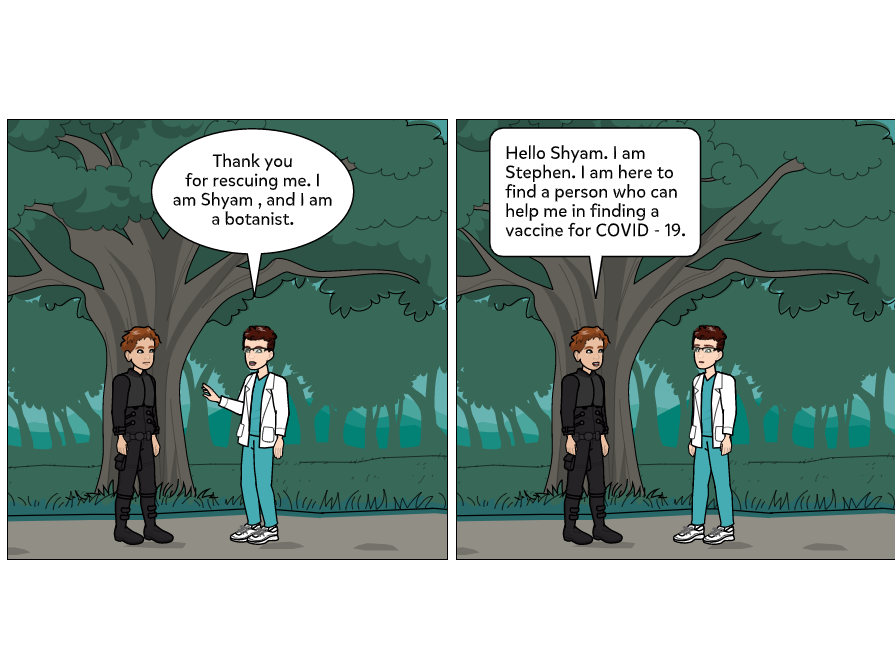 Thank you
for rescuing me. I
am Shyam , and I am
a botanist.
Hello Shyam. I am
Stephen. I am here to
find a person who can
help me in finding a
vaccine for COVID - 19.